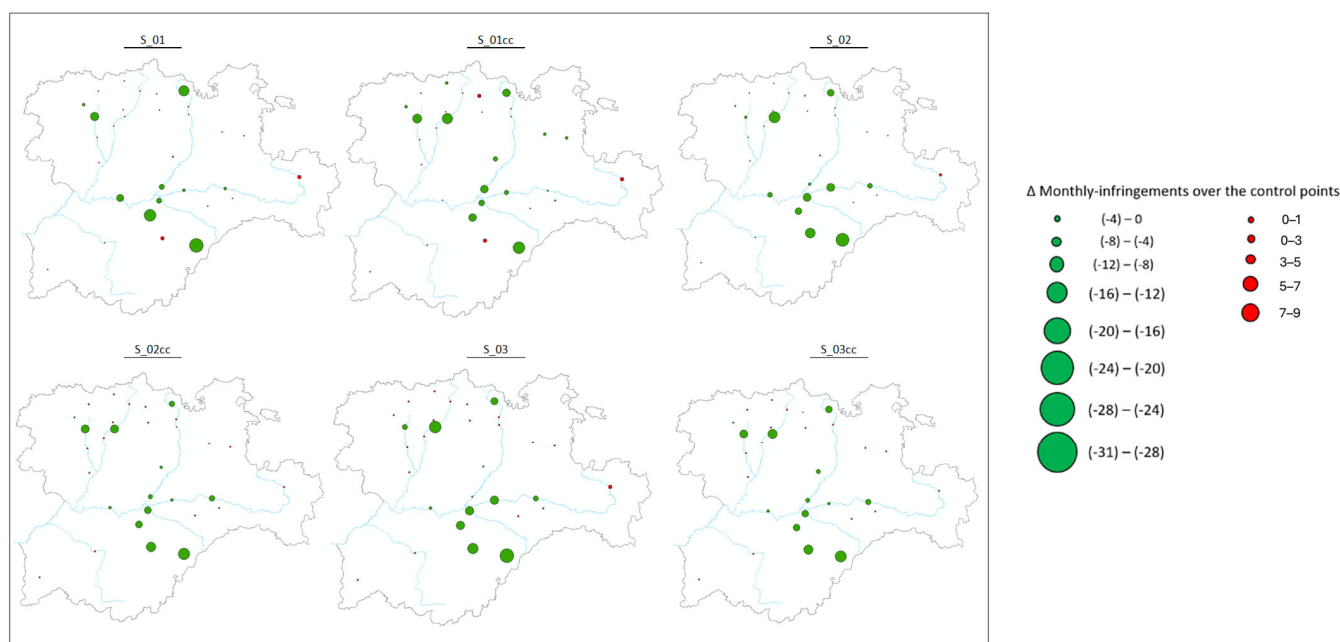 S_01
S_01cc
S_02
S_02cc
S_03
S_03cc
Δ Monthly-infringements over the control points
(-4) – 0
(-8) – (-4)
(-12) – (-8)
(-16) – (-12)
(-20) – (-16)
(-24) – (-20)
(-28) – (-24)
(-31) – (-28)
0–1
0–3
3–5
5–7
7–9